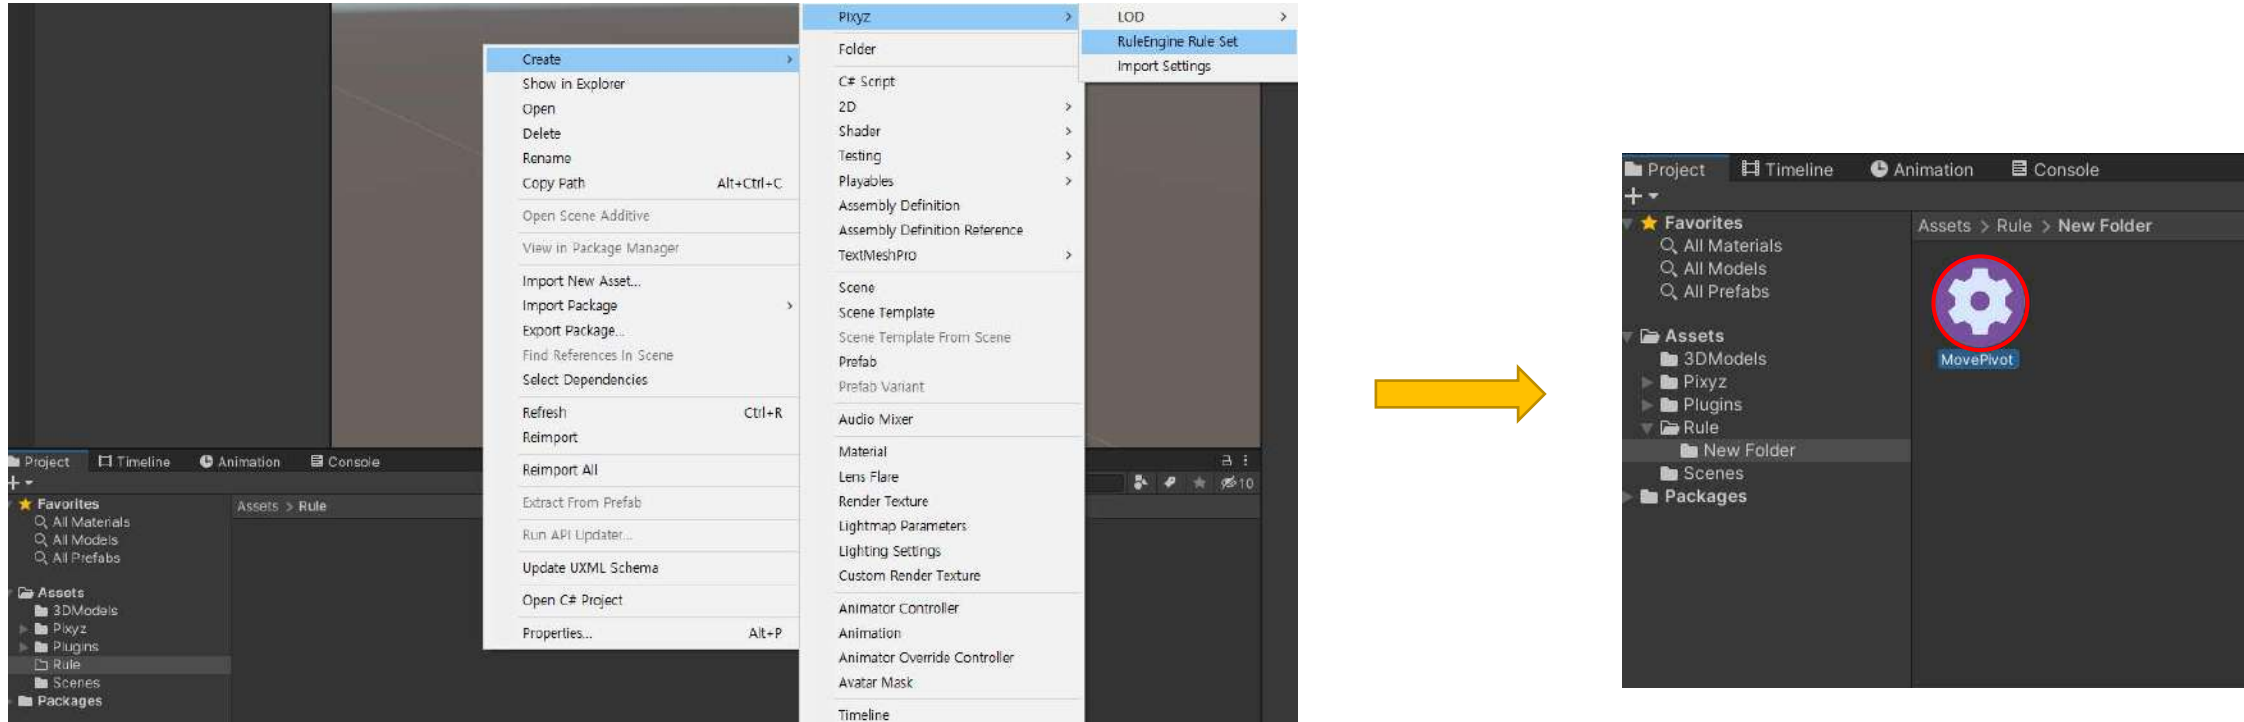 Create
Show in Explorer
Open
Delete
Rename
Copy Path Alt+Ctrl+C
Open Scene Additive
View in Package Manager
Import New Asset...
Import Package
Export Package...
Find References In Scene
Select Dependencies
Refresh Ctrl+R
Reimport
Reimport All
Extract From Prefab
Run API Updater...
Update UXML Schema
Open C# Project
Properties... Alt+P
Pixyz
Folder
C# Script
2D
Shader
Testing
Playables
Assembly Definition
Assembly Definition Reference
TextMeshPro
Scene
Scene Template
Scene Template From Scene
Prefab
Prefab Variant
Audio Mixer
Material
Lens Flare
Render Texture
Lightmap Parameters
Lighting Settings
Custom Render Texture
Animator Controller
Animation
Animator Override Controller
Avatar Mask
Timeline
LOD
RuleEngine Rule Set
Import Settings
Project Timeline Animation Console
10
Favorites
All Materials
All Models
All Prefabs
Assets > Rule
Assets
3DModels
Pixyz
Plugins
Rule
Scenes
Packages
Project Timeline Animation Console
Favorites
All Materials
All Models
All Prefabs
Assets
3DModels
Pixyz
Plugins
Rule
New Folder
Scenes
Packages
Assets > Rule > New Folder
MovePivot